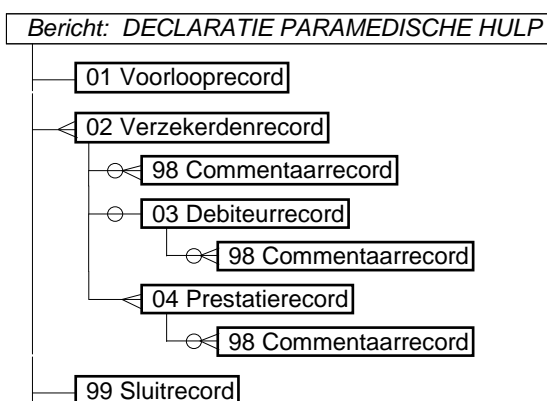 Bericht: DECLARATIE PARAMEDISCHE HULP
01 Voorlooprecord
02 Verzekerdenrecord
98 Commentaarrecord
03 Debiteurrecord
98 Commentaarrecord
04 Prestatierecord
98 Commentaarrecord
99 Sluitrecord